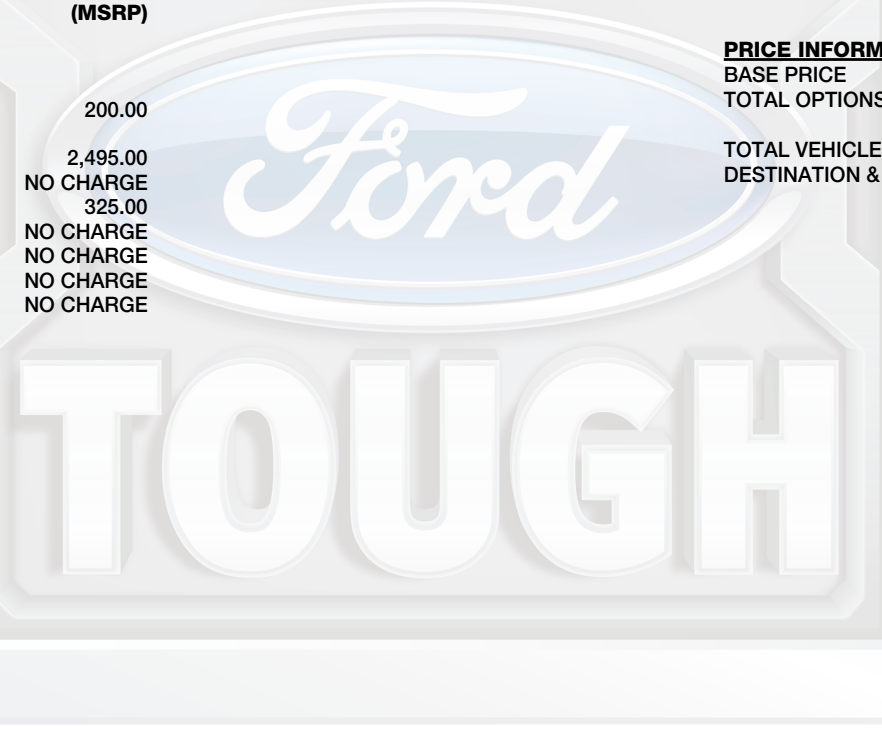 (MSRP)
200.00
2,495.00
NO CHARGE
325.00
NO CHARGE
NO CHARGE
NO CHARGE
NO CHARGE
PRICE INFORM
BASE PRICE
TOTAL OPTIONS
TOTAL VEHICLE
DESTINATION &
Ford
TOUGH